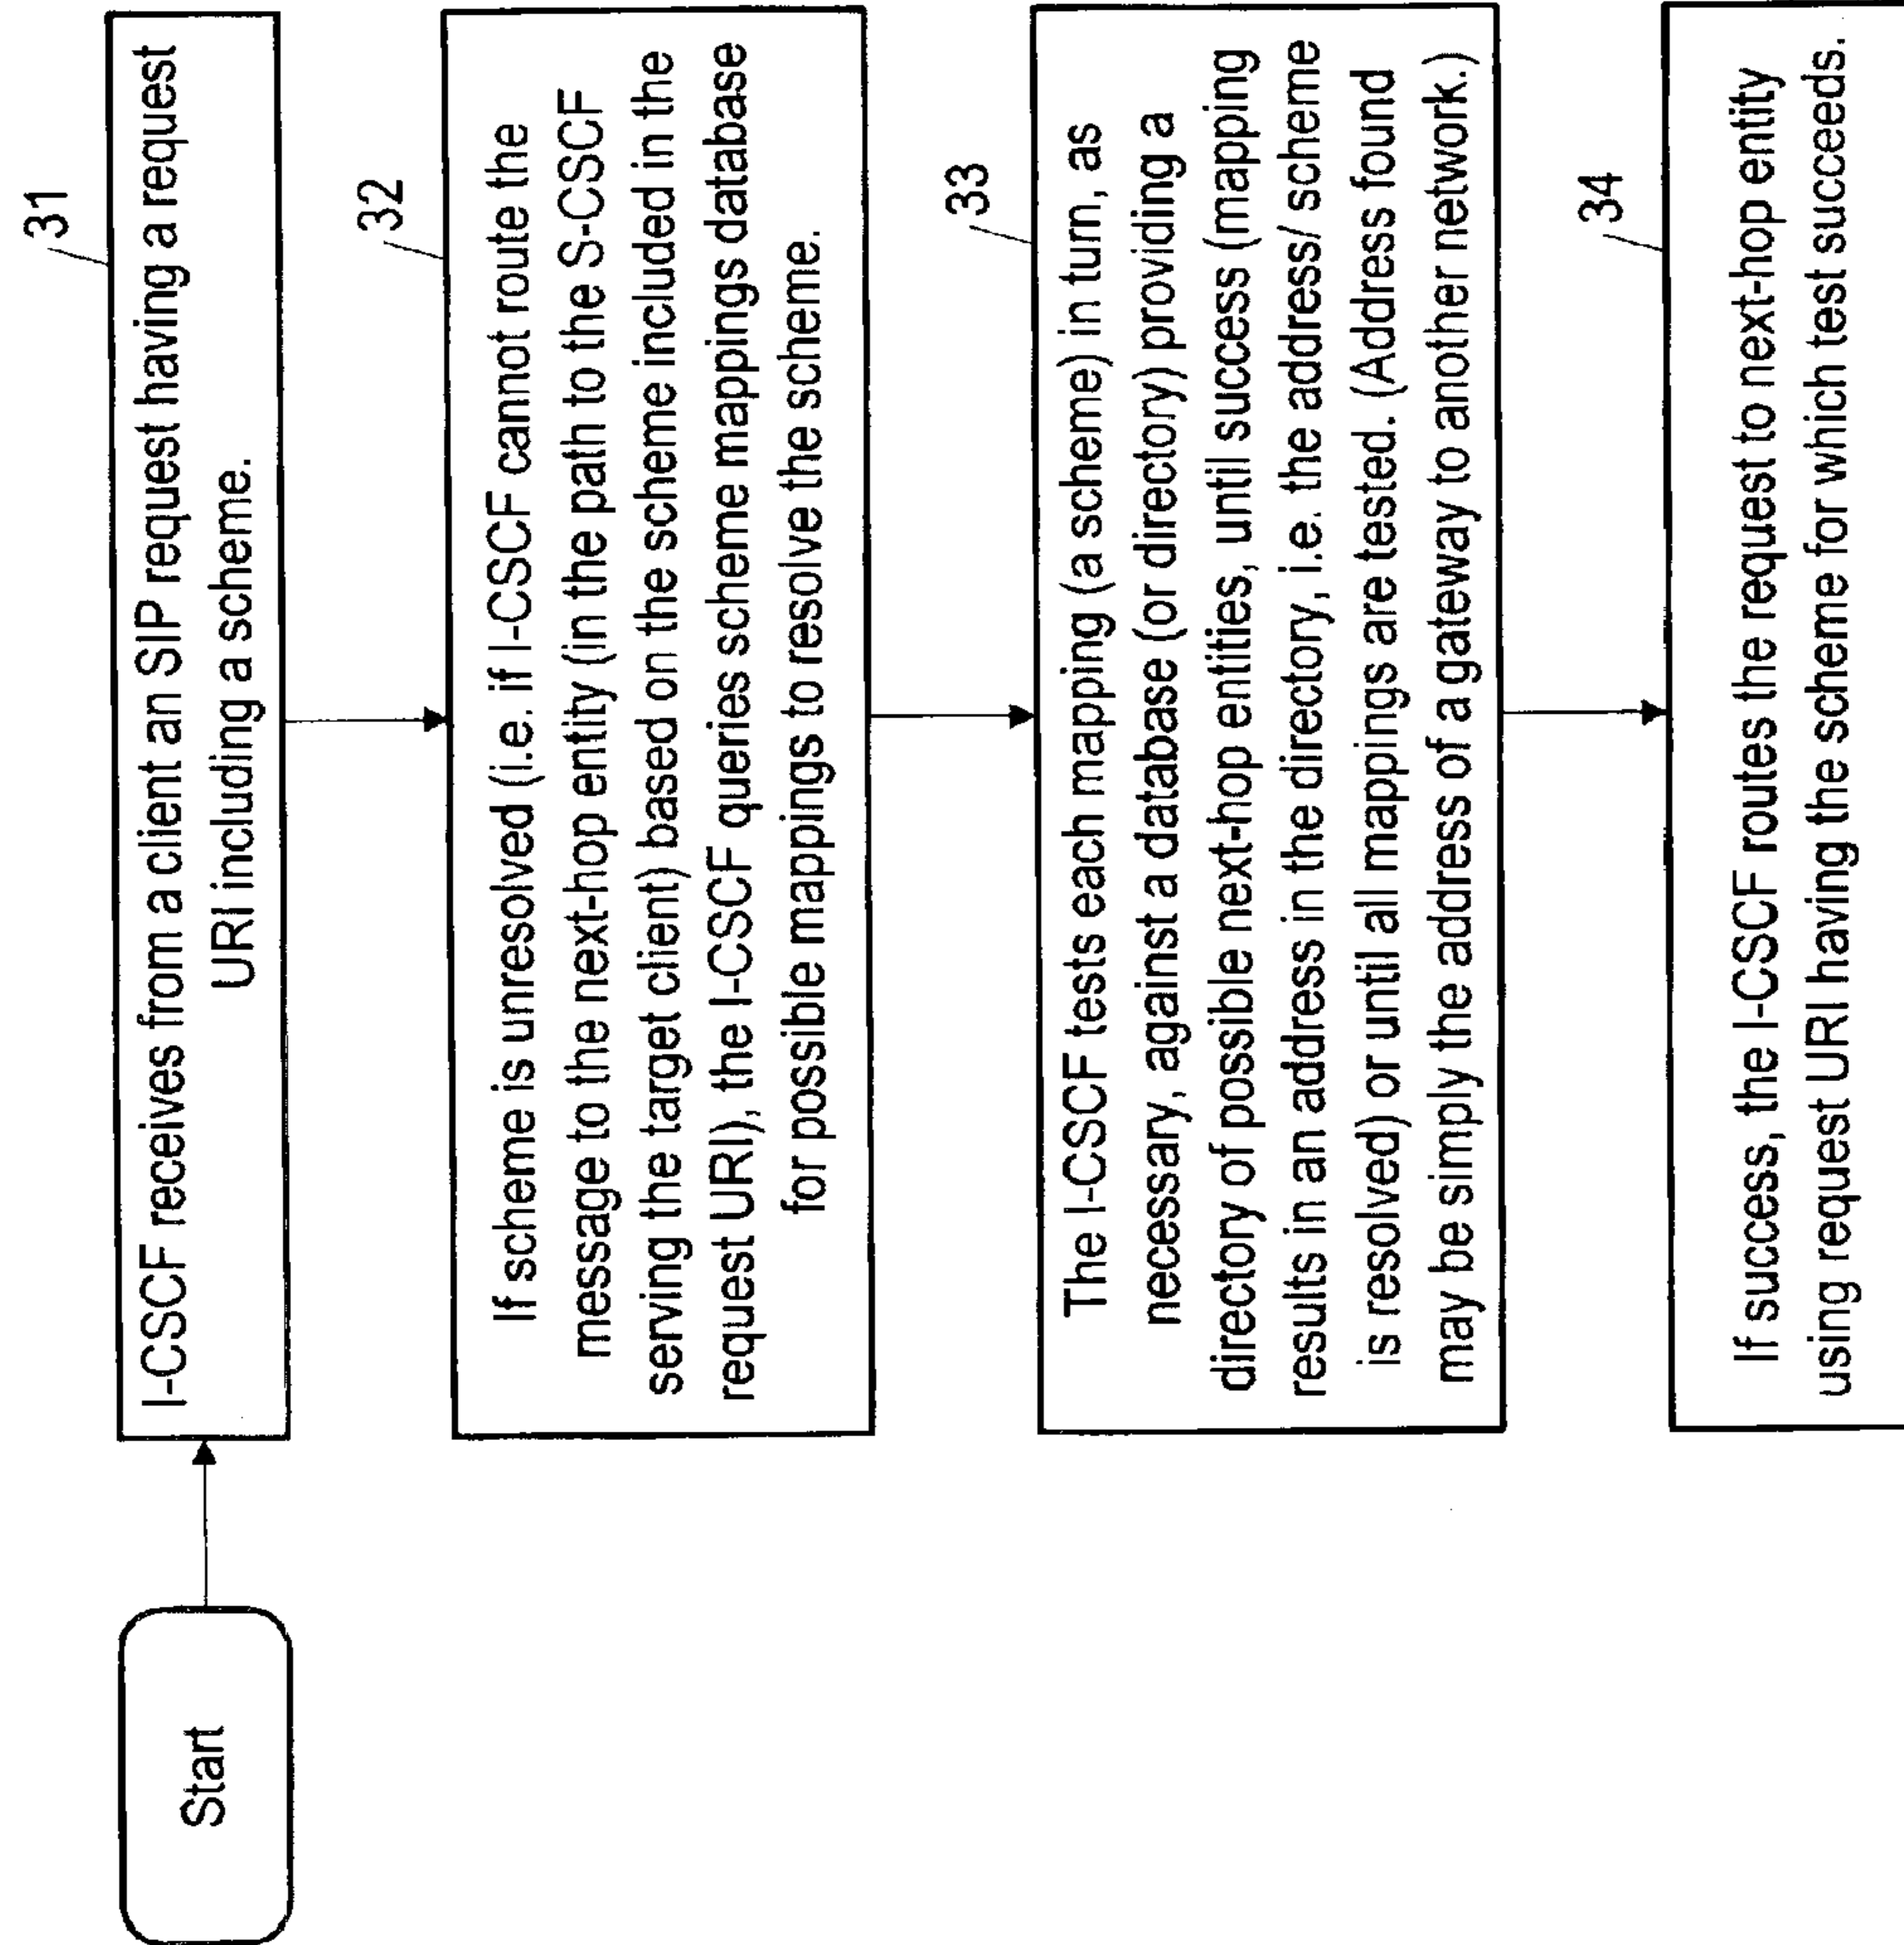 Start
31
I-CSCF receives from a client an SIP request having a request
URI including a scheme.
32
If scheme is unresolved (i.e. if I-CSCF cannot route the
message to the next-hop entity (in the path to the S-CSCF
serving the target client) based on the scheme included in the
request URI), the I-CSCF queries scheme mappings database
for possible mappings to resolve the scheme.
33
The I-CSCF tests each mapping (a scheme) in turn, as
necessary, against a database (or directory) providing a
directory of possible next-hop entities, until success (mapping
results in an address in the directory, i.e. the address/ scheme
is resolved) or until all mappings are tested. (Address found
may be simply the address of a gateway to another network.)
34
If success, the I-CSCF routes the request to next-hop entity
using request URI having the scheme for which test succeeds.